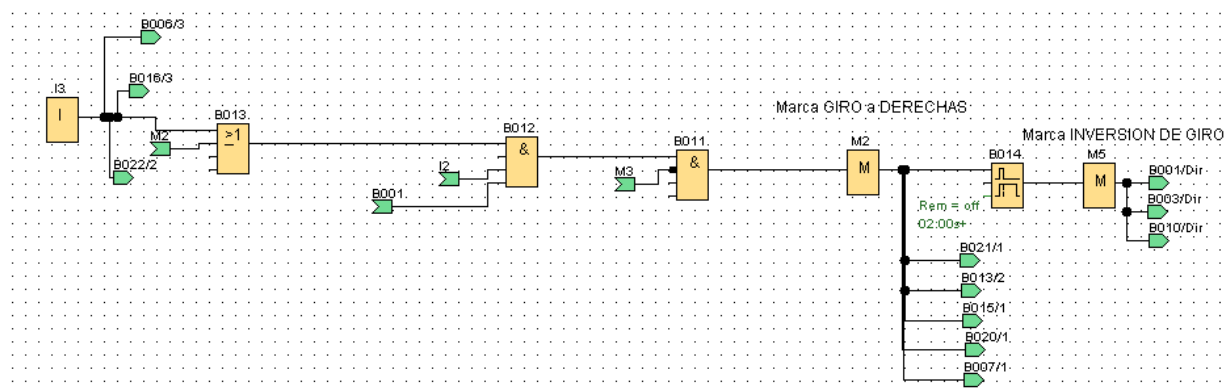 B006/3
I3
I
B016/3
B013
M2
≥1
B022/2
B012
&
I2
B001
B011
&
M3
Marca GIRO a DERECHAS
M2
M
Marca INVERSION DE GIRO
B014
Rem = off
02:00s+
M5
M
B001/Dir
B003/Dir
B010/Dir
B021/1
B013/2
B015/1
B020/1
B007/1